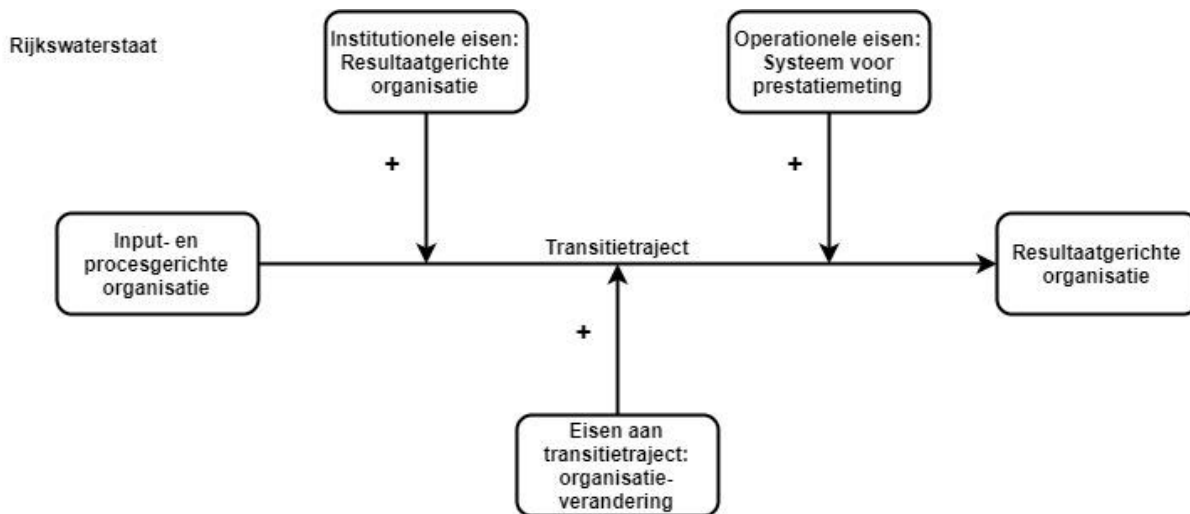 Rijkswaterstaat
Institutionele eisen:
Resultaatgerichte
organisatie
Operationele eisen:
Systeem voor
prestatiemeting
+
+
Input- en
procesgerichte
organisatie
Transitietraject
Resultaatgerichte
organisatie
+
Eisen aan
transitietraject:
organisatie-
verandering